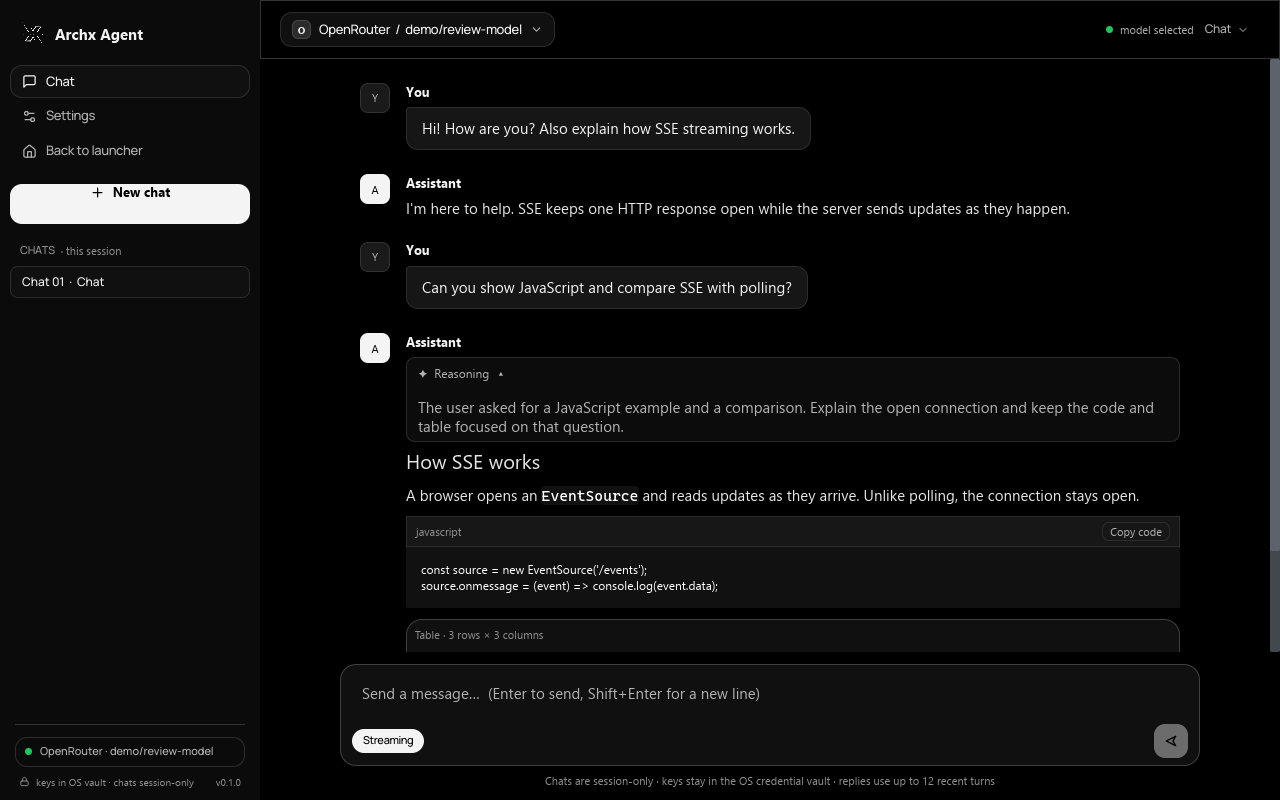 Archx Agent
Chat
Settings
Back to launcher
+ New chat
CHATS · this session
Chat 01 · Chat
OpenRouter · demo/review-model
keys in OS vault · chats session-only v0.1.0
O OpenRouter / demo/review-model
model selected Chat
Y You
Hi! How are you? Also explain how SSE streaming works.
A Assistant
I'm here to help. SSE keeps one HTTP response open while the server sends updates as they happen.
Y You
Can you show JavaScript and compare SSE with polling?
A Assistant
✦ Reasoning ▴
The user asked for a JavaScript example and a comparison. Explain the open connection and keep the code and
table focused on that question.
How SSE works
A browser opens an EventSource and reads updates as they arrive. Unlike polling, the connection stays open.
javascript Copy code
const source = new EventSource('/events');
source.onmessage = (event) => console.log(event.data);
Table · 3 rows × 3 columns
Send a message... (Enter to send, Shift+Enter for a new line)
Streaming
Chats are session-only · keys stay in the OS credential vault · replies use up to 12 recent turns